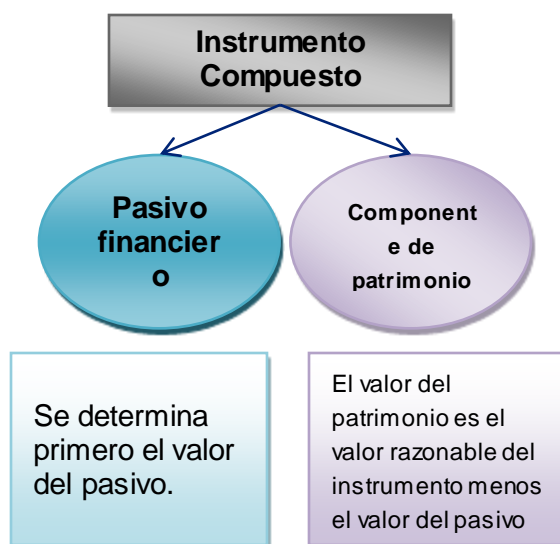 Instrumento
Compuesto
Pasivo
financier
o
Component
e de
patrimonio
Se determina
primero el valor
del pasivo.
El valor del
patrimonio es el
valor razonable del
instrumento menos
el valor del pasivo